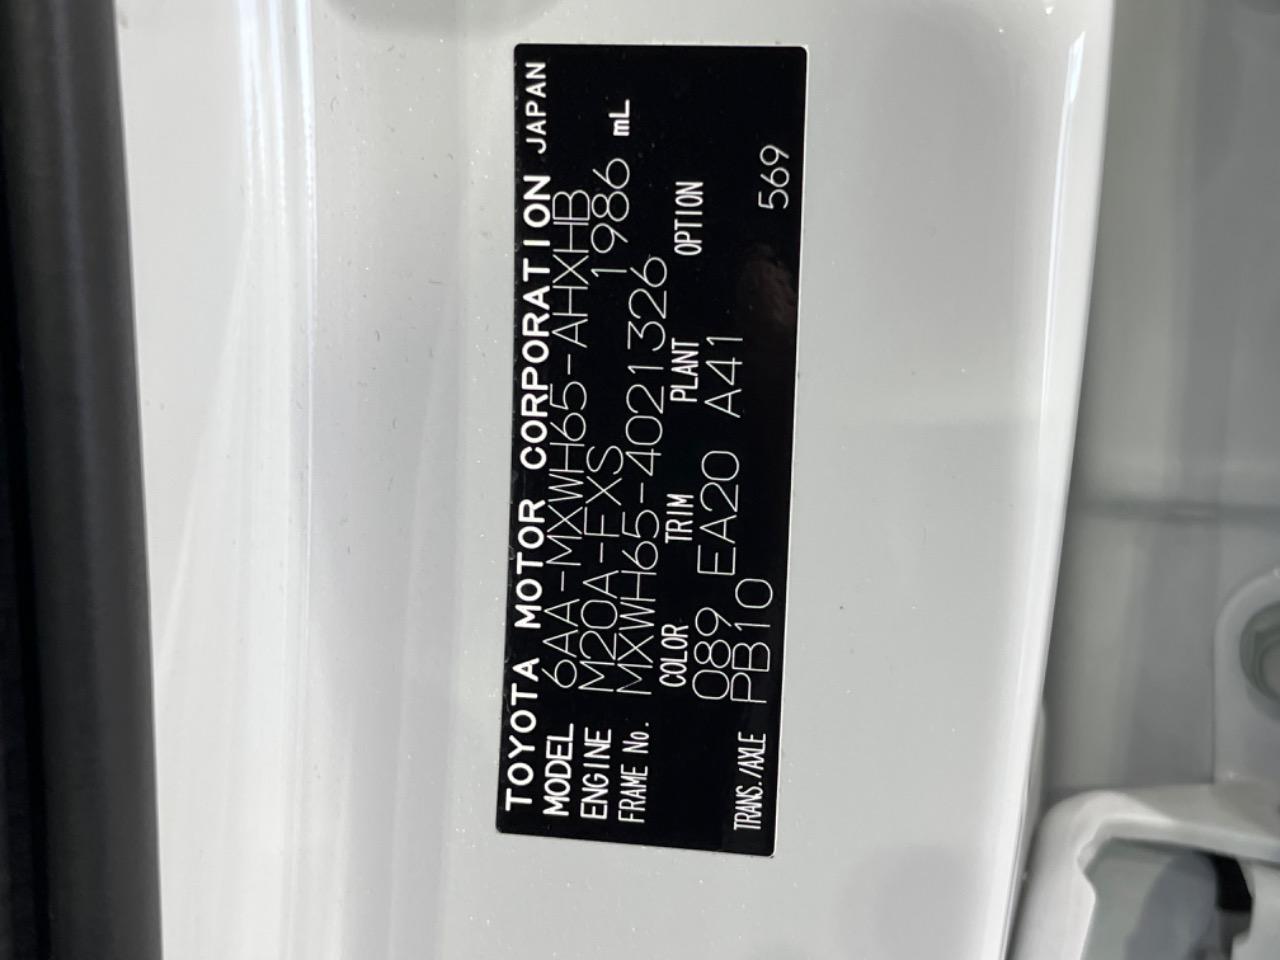 TOYOTA MOTOR CORPORATION JAPAN
MODEL 6AA-MXWH65-AHXHB
ENGINE M20A-FXS 1986 mL
FRAME No. MXWH65-4021326
COLOR TRIM PLANT OPTION
089 EA20 A41
TRANS./AXLE PB10 569